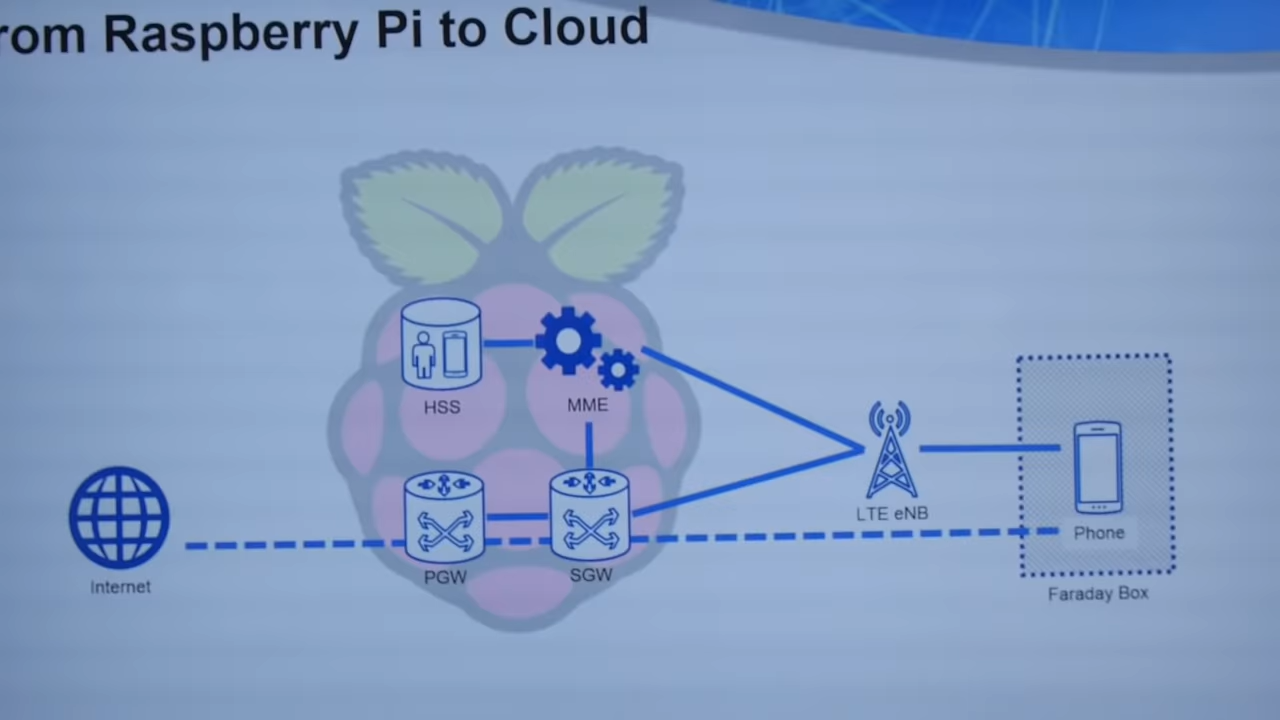 rom Raspberry Pi to Cloud
HSS
MME
LTE eNB
Phone
PGW
SGW
Internet
Faraday Box